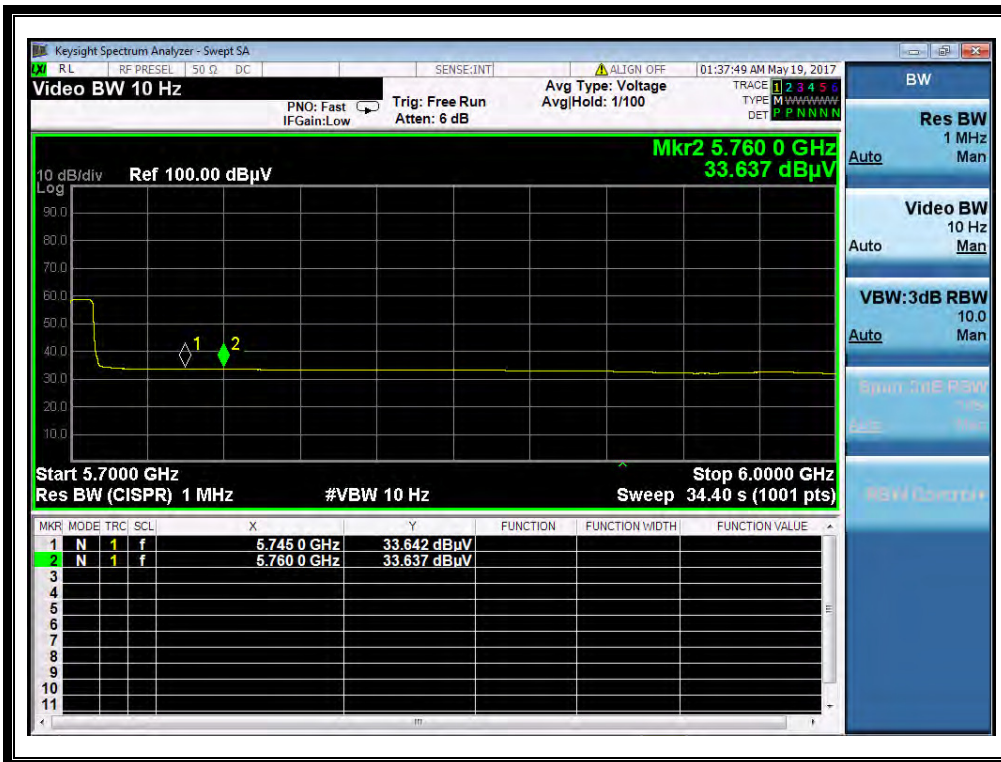 Keysight Spectrum Analyzer - Swept SA
LXI RL RF PRESEL 50 Ω DC SENSE:INT ALIGN OFF 01:37:49 AM May 19, 2017
Video BW 10 Hz
PNO: Fast
IFGain:Low
Trig: Free Run
Atten: 6 dB
Avg Type: Voltage
Avg|Hold: 1/100
TRACE 1 2 3 4 5 6
TYPE M WWWWW
DET P P N N N N
Mkr2 5.760 0 GHz
33.637 dBµV
10 dB/div Ref 100.00 dBµV
Log
90.0
80.0
70.0
60.0
50.0
40.0
30.0
20.0
10.0
1
2
Start 5.7000 GHz
Stop 6.0000 GHz
Res BW (CISPR) 1 MHz
#VBW 10 Hz
Sweep 34.40 s (1001 pts)
MKR MODE TRC SCL X Y FUNCTION FUNCTION WIDTH FUNCTION VALUE
1 N 1 f 5.745 0 GHz 33.642 dBµV
2 N 1 f 5.760 0 GHz 33.637 dBµV
3
4
5
6
7
8
9
10
11
BW
Res BW
1 MHz
Auto Man
Video BW
10 Hz
Auto Man
VBW:3dB RBW
10.0
Auto Man